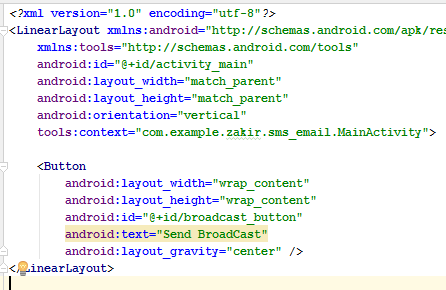 <?xml version="1.0" encoding="utf-8"?>
<LinearLayout xmlns:android="http://schemas.android.com/apk/res
xmlns:tools="http://schemas.android.com/tools"
android:id="@+id/activity_main"
android:layout_width="match_parent"
android:layout_height="match_parent"
android:orientation="vertical"
tools:context="com.example.zakir.sms_email.MainActivity">
<Button
android:layout_width="wrap_content"
android:layout_height="wrap_content"
android:id="@+id/broadcast_button"
android:text="Send BroadCast"
android:layout_gravity="center" />
</LinearLayout>